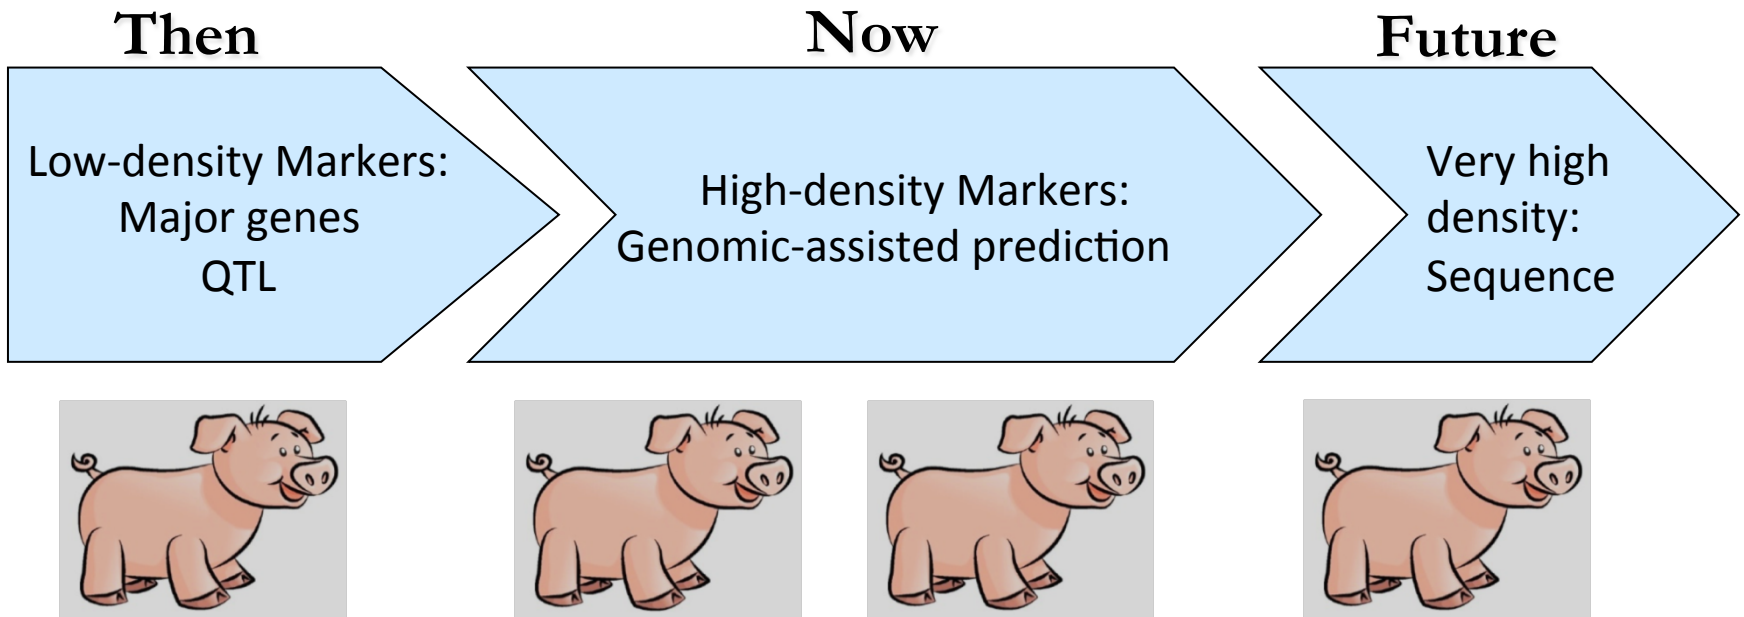 Then
Now
Future
Low-density Markers:
Major genes
QTL
High-density Markers:
Genomic-assisted prediction
Very high
density:
Sequence